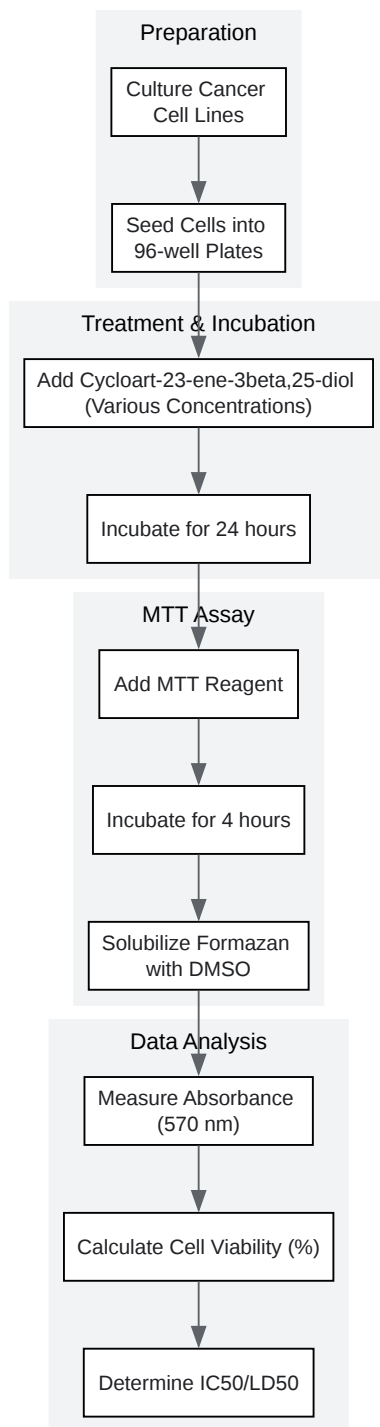 Preparation
Culture Cancer
Cell Lines
Seed Cells into
96-well Plates
Treatment & Incubation
Add Cycloart-23-ene-3beta,25-diol
(Various Concentrations)
Incubate for 24 hours
MTT Assay
Add MTT Reagent
Incubate for 4 hours
Solubilize Formazan
with DMSO
Data Analysis
Measure Absorbance
(570 nm)
Calculate Cell Viability (%)
Determine IC50/LD50